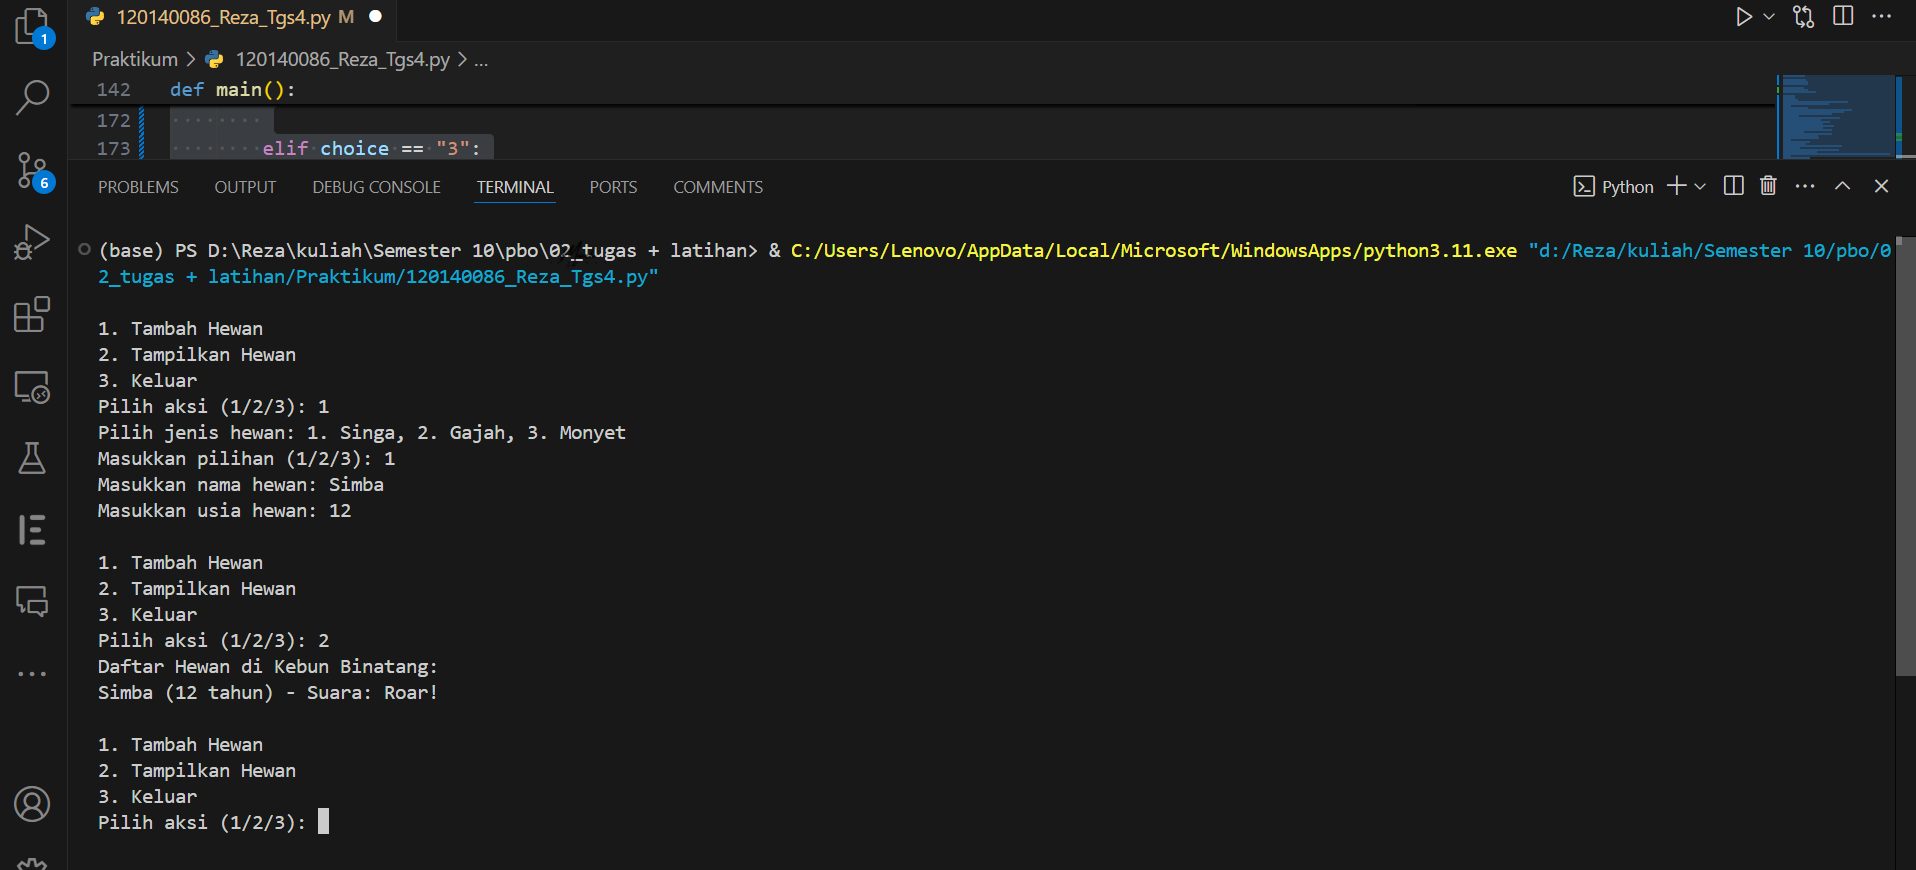 120140086_Reza_Tgs4.py M
Praktikum > 120140086_Reza_Tgs4.py > ...
142 def main():
172
173 elif choice == "3":
1
6
PROBLEMS OUTPUT DEBUG CONSOLE TERMINAL PORTS COMMENTS
Python
(base) PS D:\Reza\kuliah\Semester 10\pbo\02_tugas + latihan> & C:/Users/Lenovo/AppData/Local/Microsoft/WindowsApps/python3.11.exe "d:/Reza/kuliah/Semester 10/pbo/0
2_tugas + latihan/Praktikum/120140086_Reza_Tgs4.py"
1. Tambah Hewan
2. Tampilkan Hewan
3. Keluar
Pilih aksi (1/2/3): 1
Pilih jenis hewan: 1. Singa, 2. Gajah, 3. Monyet
Masukkan pilihan (1/2/3): 1
Masukkan nama hewan: Simba
Masukkan usia hewan: 12
1. Tambah Hewan
2. Tampilkan Hewan
3. Keluar
Pilih aksi (1/2/3): 2
Daftar Hewan di Kebun Binatang:
Simba (12 tahun) - Suara: Roar!
1. Tambah Hewan
2. Tampilkan Hewan
3. Keluar
Pilih aksi (1/2/3):